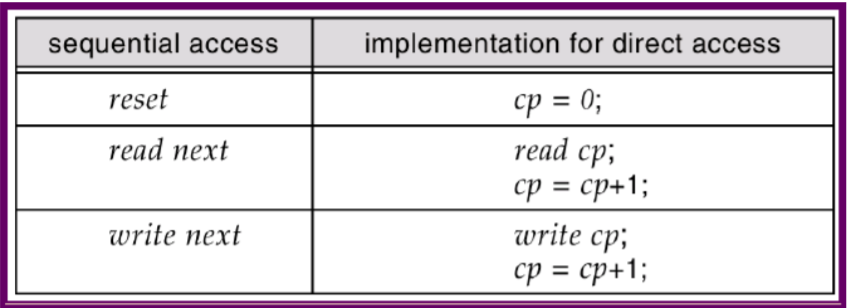 sequential access implementation for direct access
reset cp = 0;
read next read cp;
cp = cp+1;
write next write cp;
cp = cp+1;